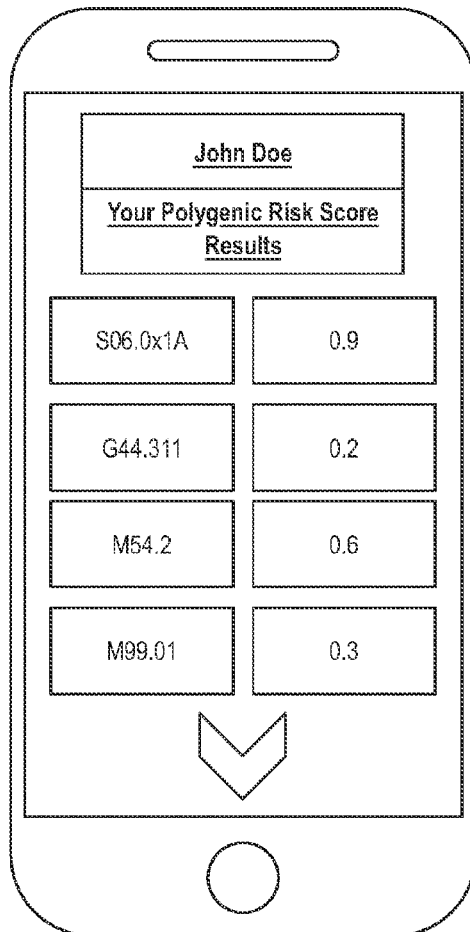 John Doe
Your Polygenic Risk Score
Results
S06.0x1A 0.9
G44.311 0.2
M54.2 0.6
M99.01 0.3